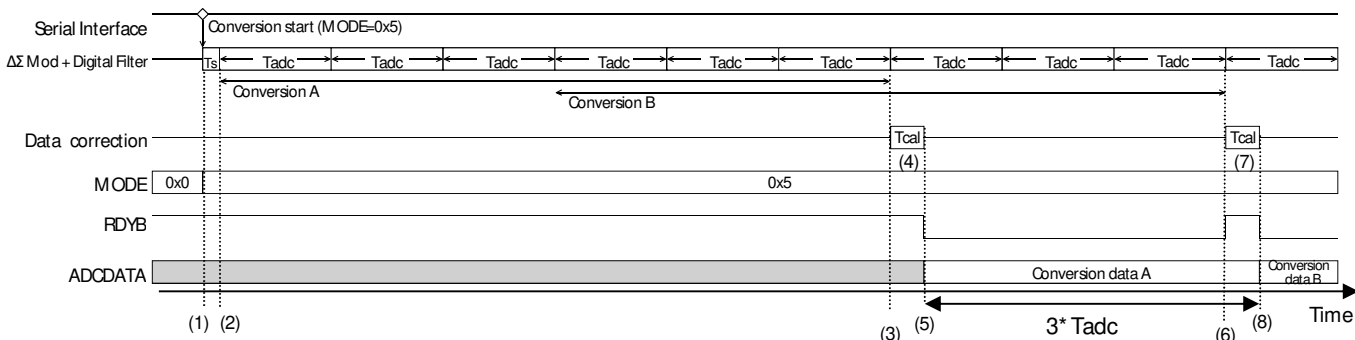 Serial Interface
Conversion start (MODE=0x5)
ΔΣ Mod + Digital Filter
Ts Tadc Tadc Tadc Tadc Tadc Tadc Tadc Tadc Tadc Tadc
Conversion A
Conversion B
Data correction
Tcal Tcal
(4) (7)
MODE
0x0 0x5
RDYB
ADCDATA
Conversion data A
Conversion
data B
Time
(1) (2) (3) (5) (6) (8)
3* Tadc